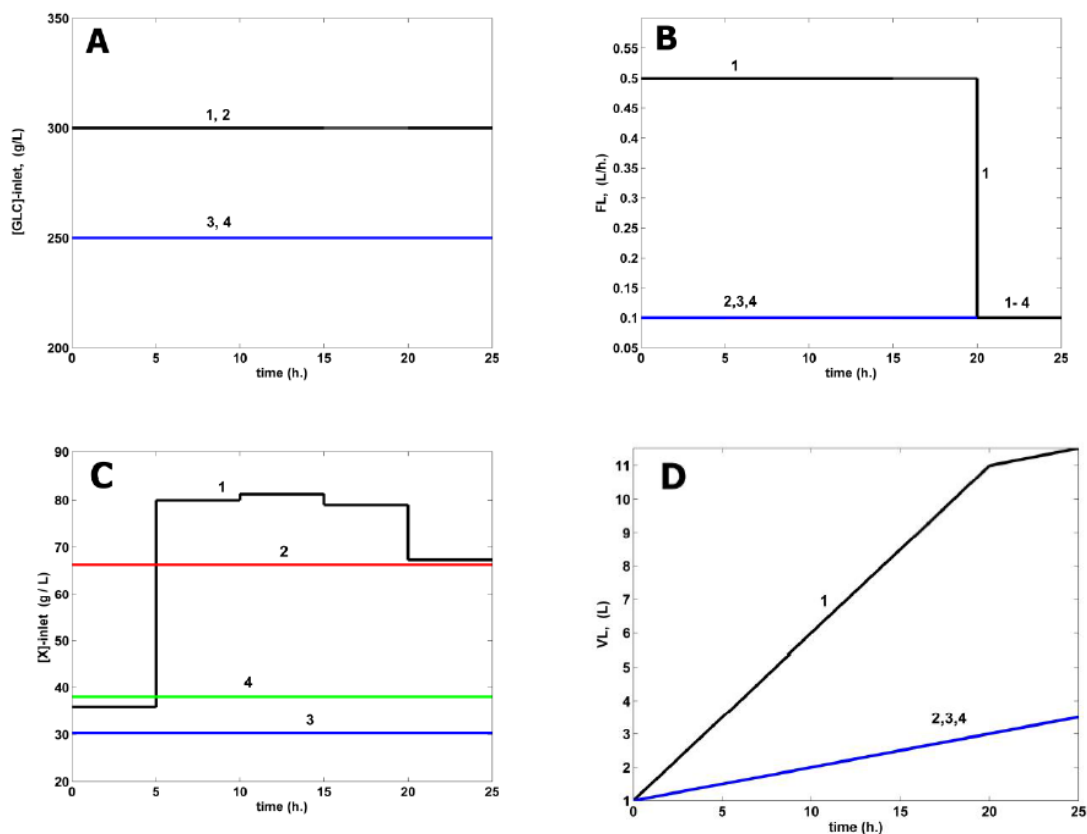 A
350
300
250
200
[GLC]-inlet, (g/L)
1, 2
3, 4
0 5 10 15 20 25
time (h.)
B
0.55
0.5
0.45
0.35
0.3
0.25
0.2
0.15
0.1
0.05
FL, (L/h.)
1
1
2,3,4
1- 4
0 5 10 15 20 25
time (h.)
C
90
80
70
60
50
40
30
20
[X]-inlet (g / L)
1
2
4
3
0 5 10 15 20 25
time (h.)
D
11
10
9
8
7
6
5
4
3
2
1
VL, (L)
1
2,3,4
0 5 10 15 20 25
time (h.)